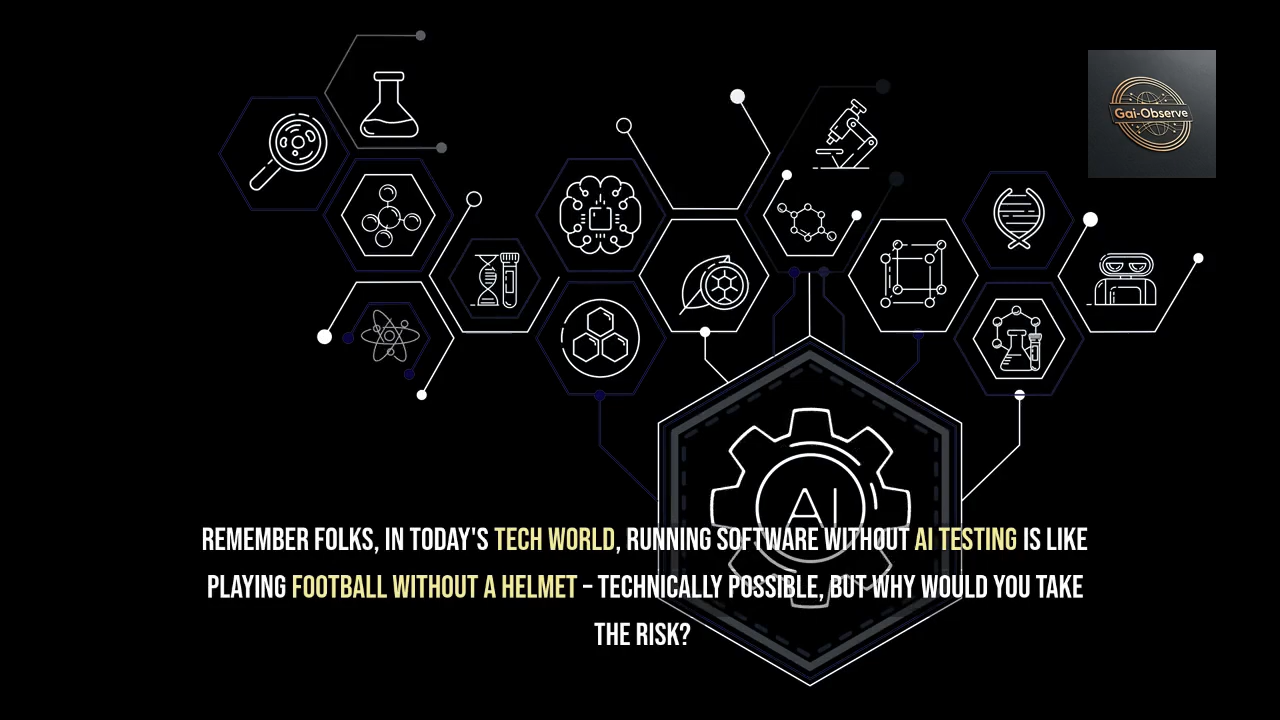 Gai-Observe
AI
REMEMBER FOLKS, IN TODAY'S TECH WORLD, RUNNING SOFTWARE WITHOUT AI TESTING IS LIKE
PLAYING FOOTBALL WITHOUT A HELMET – TECHNICALLY POSSIBLE, BUT WHY WOULD YOU TAKE
THE RISK?